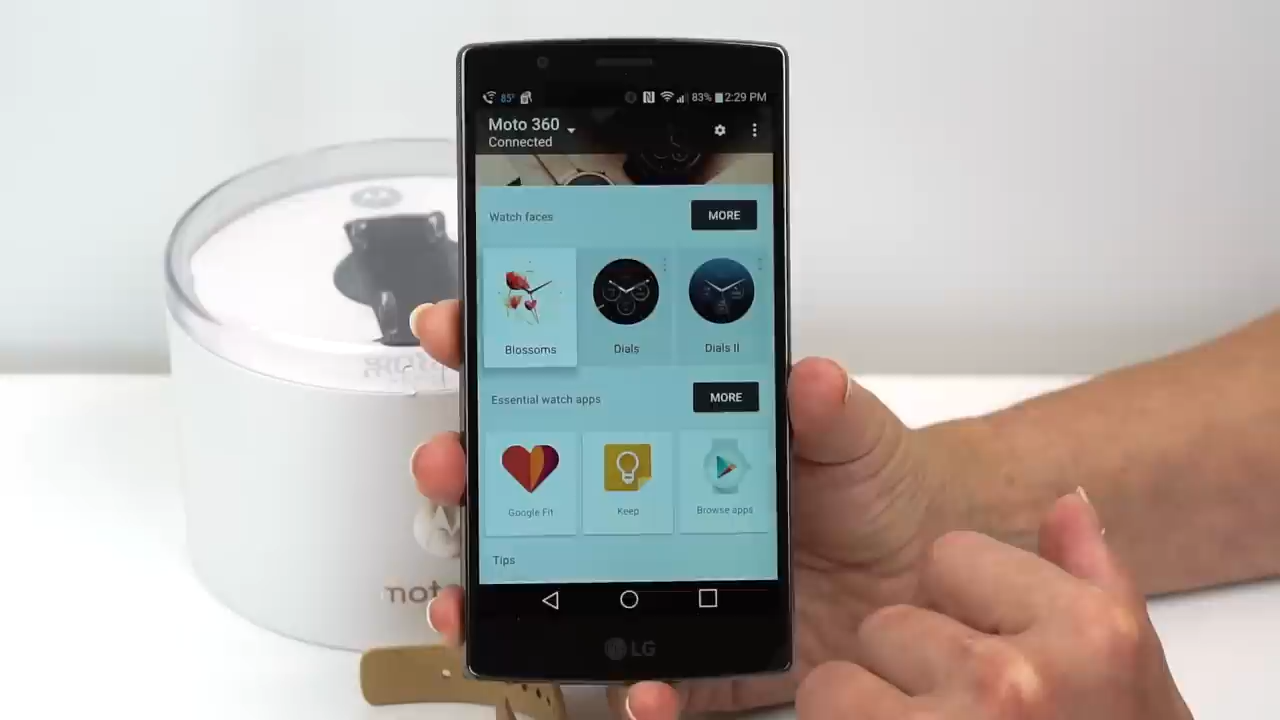 85° 83% 2:29 PM
Moto 360
Connected
Watch faces MORE
Blossoms Dials Dials II
Essential watch apps MORE
Google Fit Keep Browse apps
Tips
LG
mot